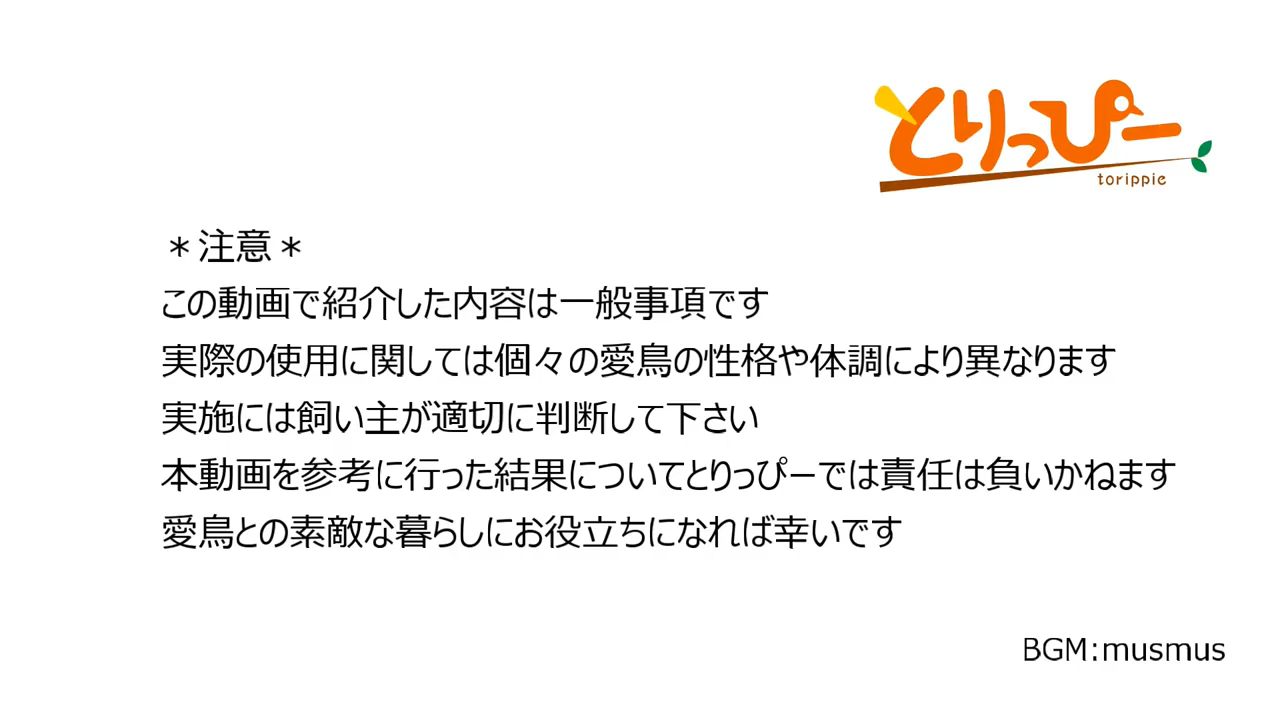 とりっぴー
torippie
＊注意＊
この動画で紹介した内容は一般事項です
実際の使用に関しては個々の愛鳥の性格や体調により異なります
実施には飼い主が適切に判断して下さい
本動画を参考に行った結果についてとりっぴーでは責任は負いかねます
愛鳥との素敵な暮らしにお役立ちになれば幸いです
BGM:musmus